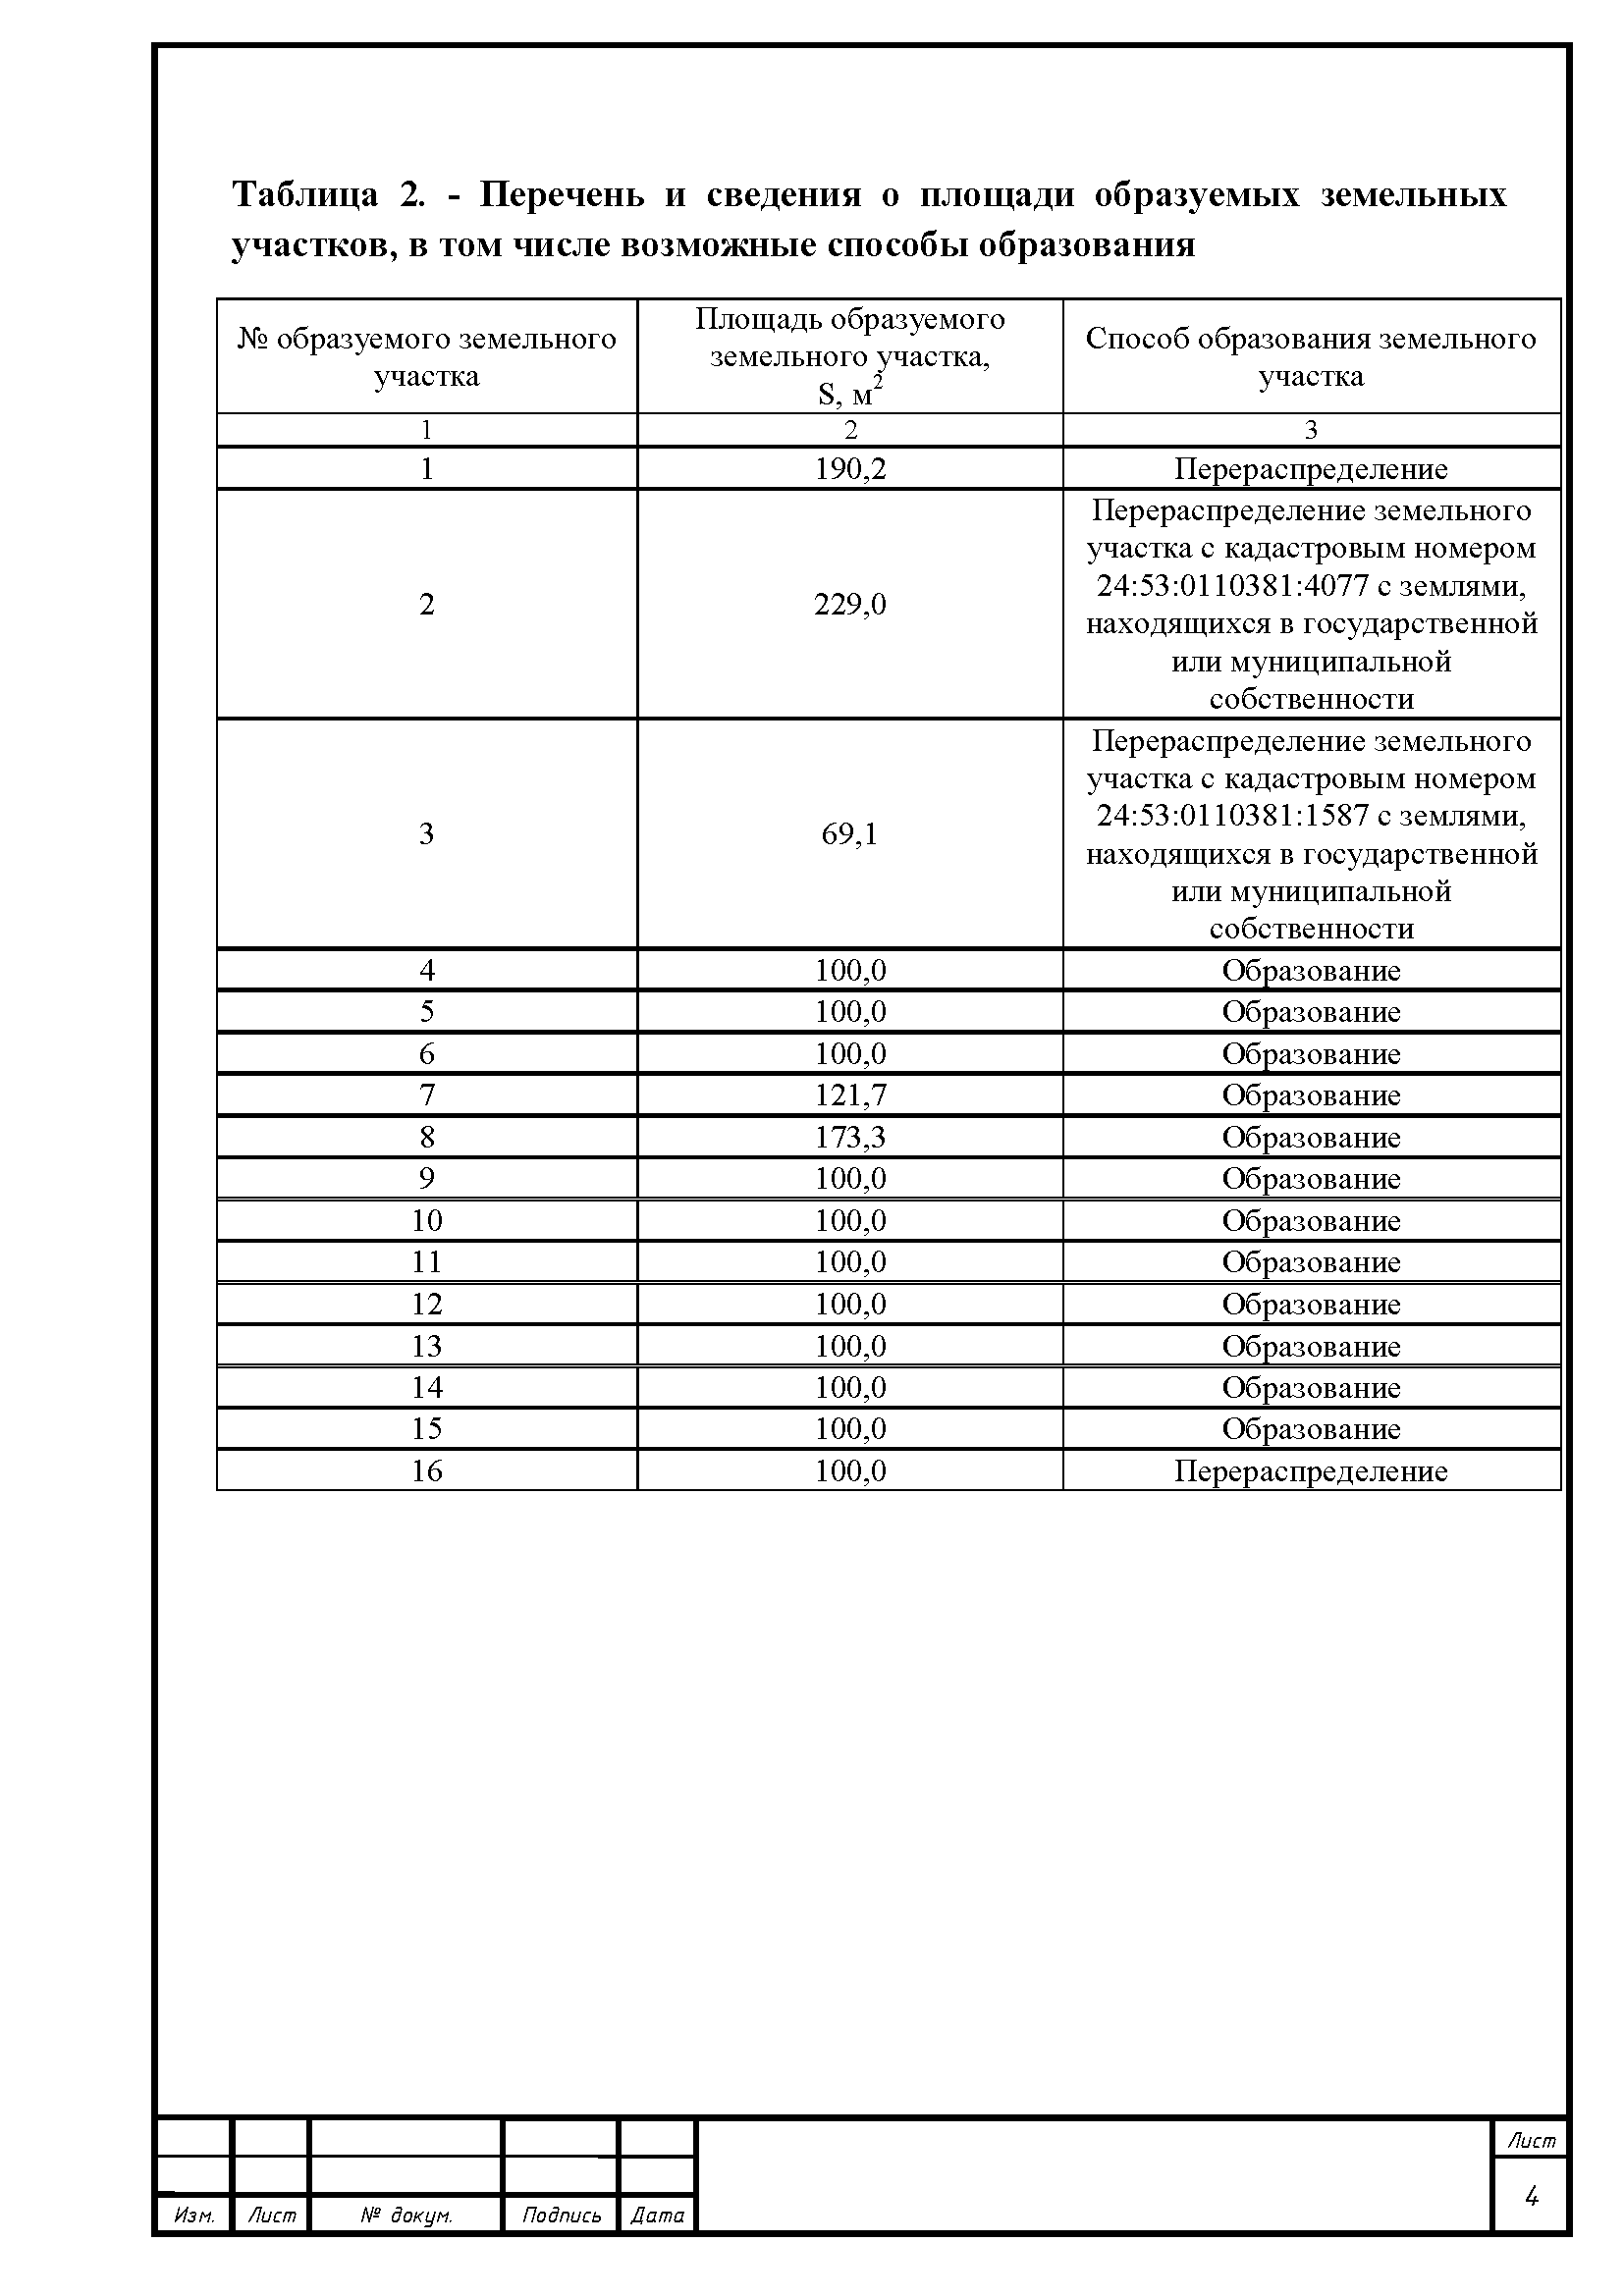 Таблица 2. - Перечень и сведения о площади образуемых земельных
участков, в том числе возможные способы образования
№ образуемого земельного
участка
Площадь образуемого
земельного участка,
S, м²
Способ образования земельного
участка
1
2
3
1
190,2
Перераспределение
2
229,0
Перераспределение земельного
участка с кадастровым номером
24:53:0110381:4077 с землями,
находящихся в государственной
или муниципальной
собственности
3
69,1
Перераспределение земельного
участка с кадастровым номером
24:53:0110381:1587 с землями,
находящихся в государственной
или муниципальной
собственности
4
100,0
Образование
5
100,0
Образование
6
100,0
Образование
7
121,7
Образование
8
173,3
Образование
9
100,0
Образование
10
100,0
Образование
11
100,0
Образование
12
100,0
Образование
13
100,0
Образование
14
100,0
Образование
15
100,0
Образование
16
100,0
Перераспределение
Лист
4
Изм.
Лист
№ докум.
Подпись
Дата